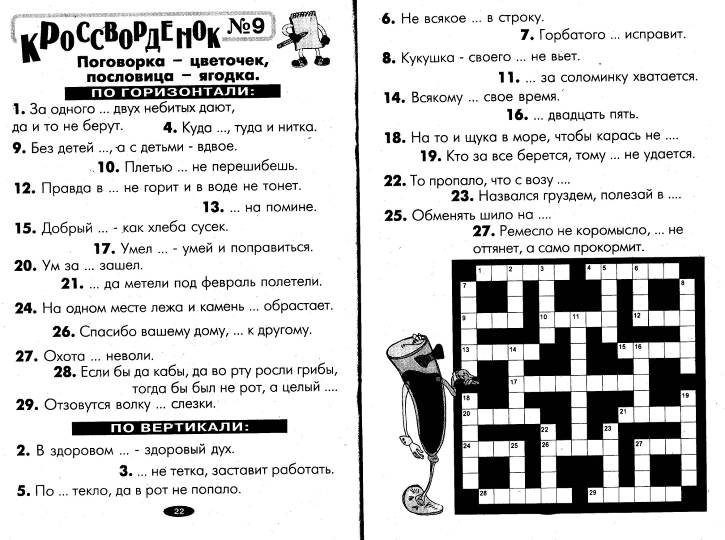 КРОССВОРДЕНОК №9
Поговорка – цветочек,
пословица – ягодка.
ПО ГОРИЗОНТАЛИ:
1. За одного ... двух небитых дают,
да и то не берут. 4. Куда ..., туда и нитка.
9. Без детей ..., а с детьми - вдвое.
10. Плетью ... не перешибешь.
12. Правда в ... не горит и в воде не тонет.
13. ... на помине.
15. Добрый ... - как хлеба сусек.
17. Умел ... - умей и поправиться.
20. Ум за ... зашел.
21. ... да метели под февраль полетели.
24. На одном месте лежа и камень ... обрастает.
26. Спасибо вашему дому, ... к другому.
27. Охота ... неволи.
28. Если бы да кабы, да во рту росли грибы,
тогда бы был не рот, а целый ....
29. Отзовутся волку ... слезки.
ПО ВЕРТИКАЛИ:
2. В здоровом ... - здоровый дух.
3. ... не тетка, заставит работать.
5. По ... текло, да в рот не попало.
22
6. Не всякое ... в строку.
7. Горбатого ... исправит.
8. Кукушка - своего ... не вьет.
11. ... за соломинку хватается.
14. Всякому ... свое время.
16. ... двадцать пять.
18. На то и щука в море, чтобы карась не ....
19. Кто за все берется, тому ... не удается.
22. То пропало, что с возу ....
23. Назвался груздем, полезай в ....
25. Обменять шило на ....
27. Ремесло не коромысло, ... не
оттянет, а само прокормит.
1 2 3 4 5 6
7 8
9 10 11 12
13 14 15 16
17
18 19
20 21
22 23
24 25 26 27
28 29